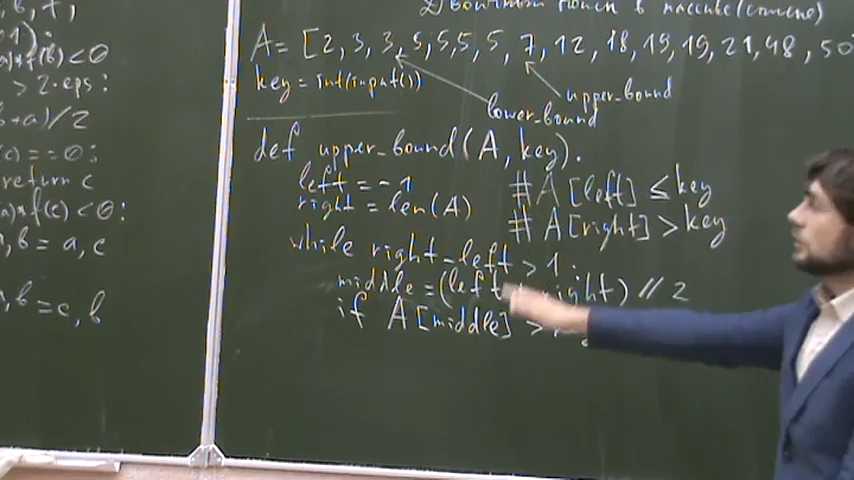 Двоичный поиск в массиве (списке)
A = [2, 3, 3, 5, 5, 5, 5, 7, 12, 18, 19, 19, 21, 48, 50
key = int(input())
upper_bound
lower_bound
def upper_bound(A, key):
left = -1
right = len(A)
#A[left] ≤ key
#A[right] > key
while right - left > 1:
middle = (left + right) // 2
if A[middle] >
f(c) < 0
> 2·eps:
b+a)/2
(c) == 0:
return c
a)*f(c) < 0:
a, b = a, c
a, b = c, b